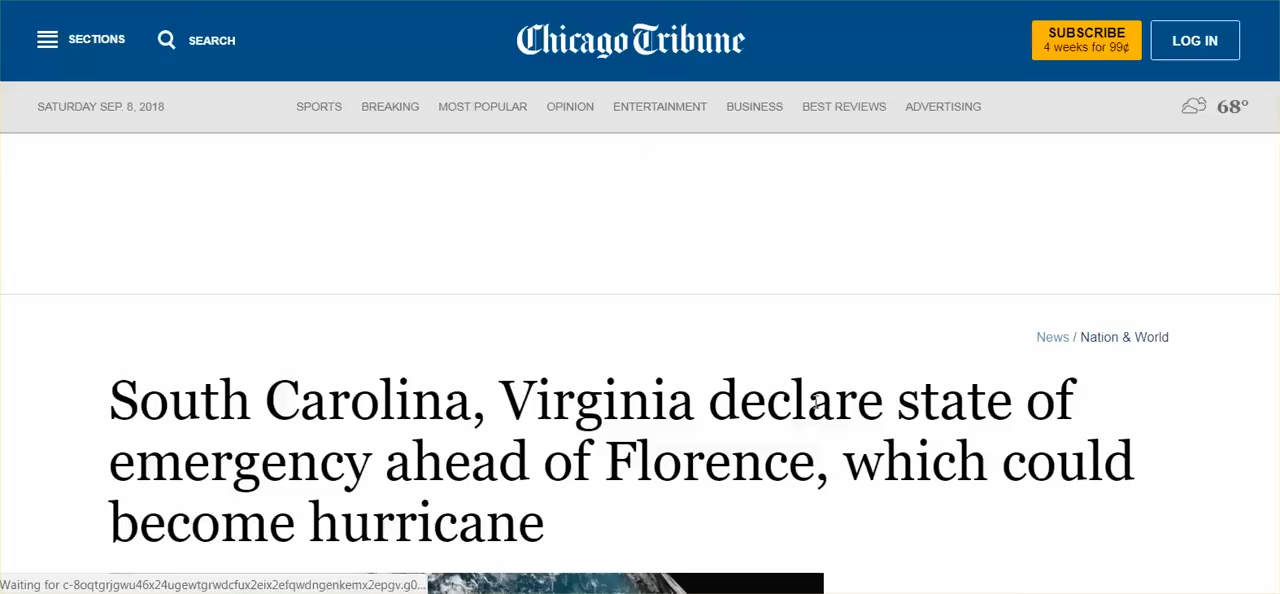 SECTIONS SEARCH Chicago Tribune SUBSCRIBE LOG IN
4 weeks for 99¢
SATURDAY SEP. 8, 2018 SPORTS BREAKING MOST POPULAR OPINION ENTERTAINMENT BUSINESS BEST REVIEWS ADVERTISING 68°
News / Nation & World
South Carolina, Virginia declare state of
emergency ahead of Florence, which could
become hurricane
Waiting for c-8oqtgrjgwu46x24ugewtgrwdcfux2eix2efqwdngenkemx2epgv.g0...